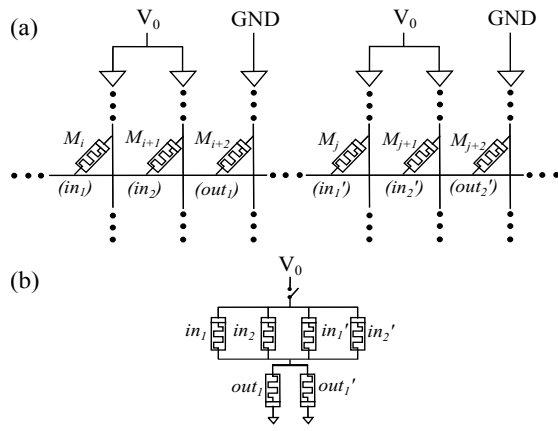 (a)
V0 GND V0 GND
Mi Mi+1 Mi+2 Mj Mj+1 Mj+2
(in1) (in2) (out1) (in1') (in2') (out2')
(b)
V0
in1 in2 in1' in2'
out1 out1'